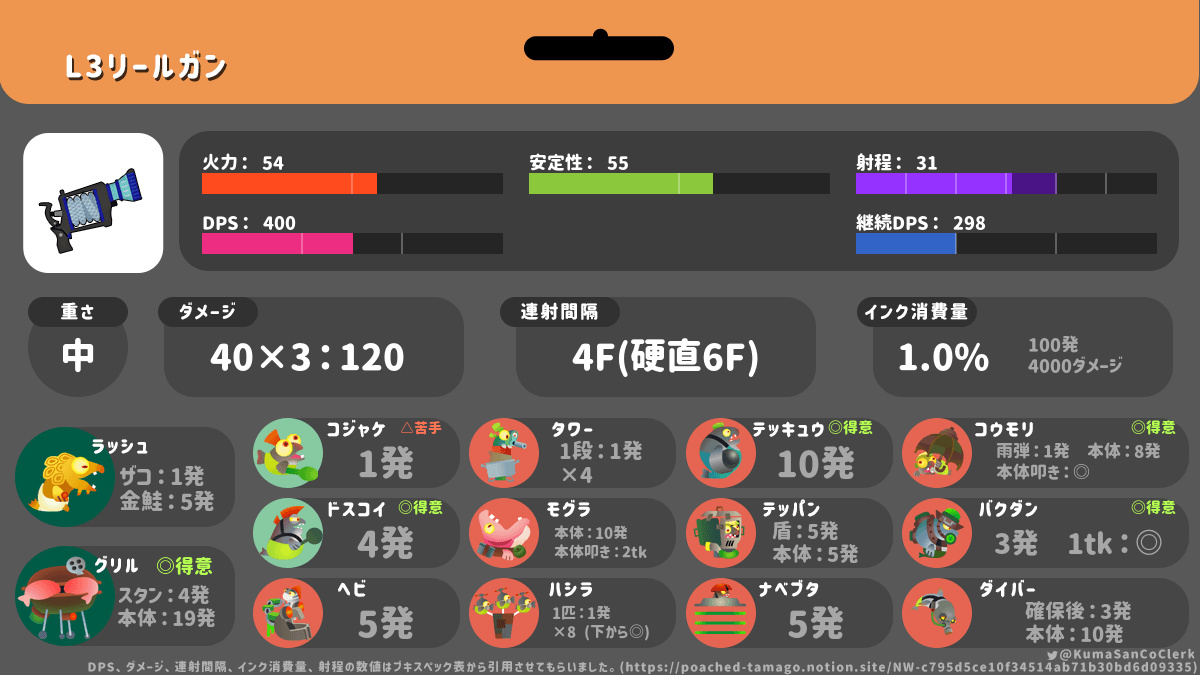 L3リールガン
火力： 54
安定性： 55
射程： 31
DPS： 400
継続DPS： 298
重さ
中
ダメージ
40×3：120
連射間隔
4F(硬直6F)
インク消費量
1.0%
100発
4000ダメージ
ラッシュ
ザコ：1発
金鮭：5発
グリル ◎得意
スタン：4発
本体：19発
コジャケ △苦手
1発
ドスコイ ◎得意
4発
ヘビ
5発
タワー
1段：1発
×4
モグラ
本体：10発
本体叩き：2tk
ハシラ
1匹：1発
×8 (下から◎)
テッキュウ ◎得意
10発
テッパン
盾：5発
本体：5発
ナベブタ
5発
コウモリ ◎得意
雨弾：1発 本体：8発
本体叩き：◎
バクダン ◎得意
3発 1tk：◎
ダイバー
確保後：3発
本体：10発
@KumaSanCoClerk
DPS、ダメージ、連射間隔、インク消費量、射程の数値はブキスペック表から引用させてもらいました。(https://poached-tamago.notion.site/NW-c795d5ce10f34514ab71b30bd6d09335)